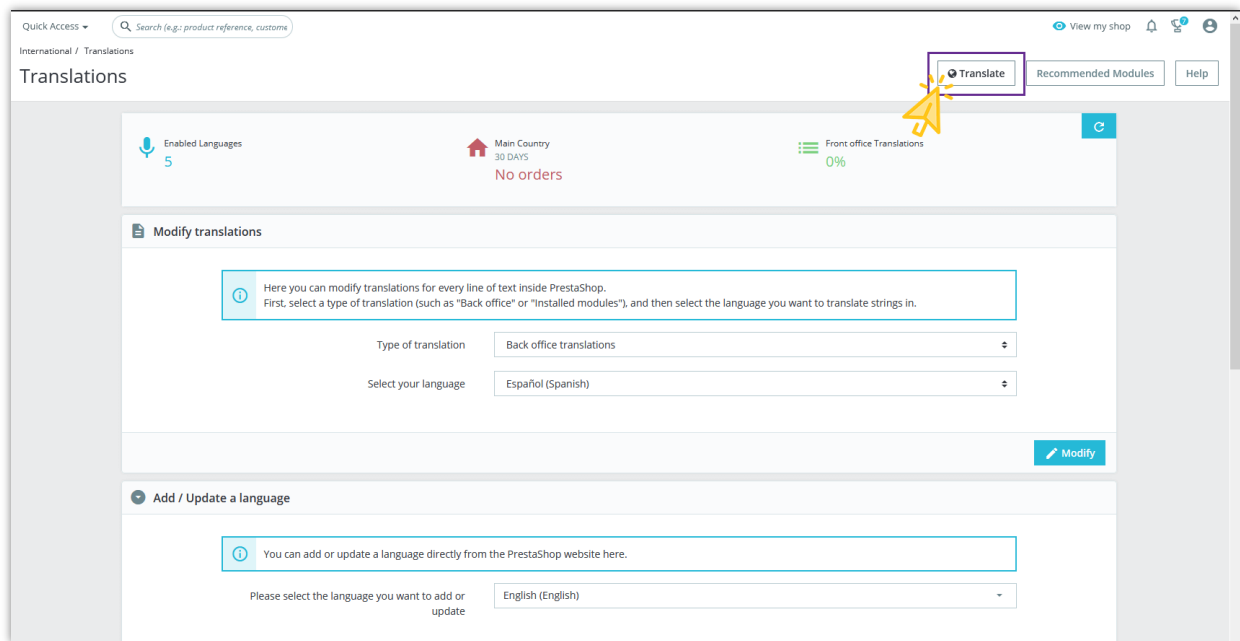 Quick Access
Search (e.g.: product reference, custome
View my shop
?
International / Translations
Translations
Translate
Recommended Modules
Help
Enabled Languages
5
Main Country
30 DAYS
No orders
Front office Translations
0%
Modify translations
Here you can modify translations for every line of text inside PrestaShop.
First, select a type of translation (such as "Back office" or "Installed modules"), and then select the language you want to translate strings in.
Type of translation
Back office translations
Select your language
Español (Spanish)
Modify
Add / Update a language
You can add or update a language directly from the PrestaShop website here.
Please select the language you want to add or
update
English (English)